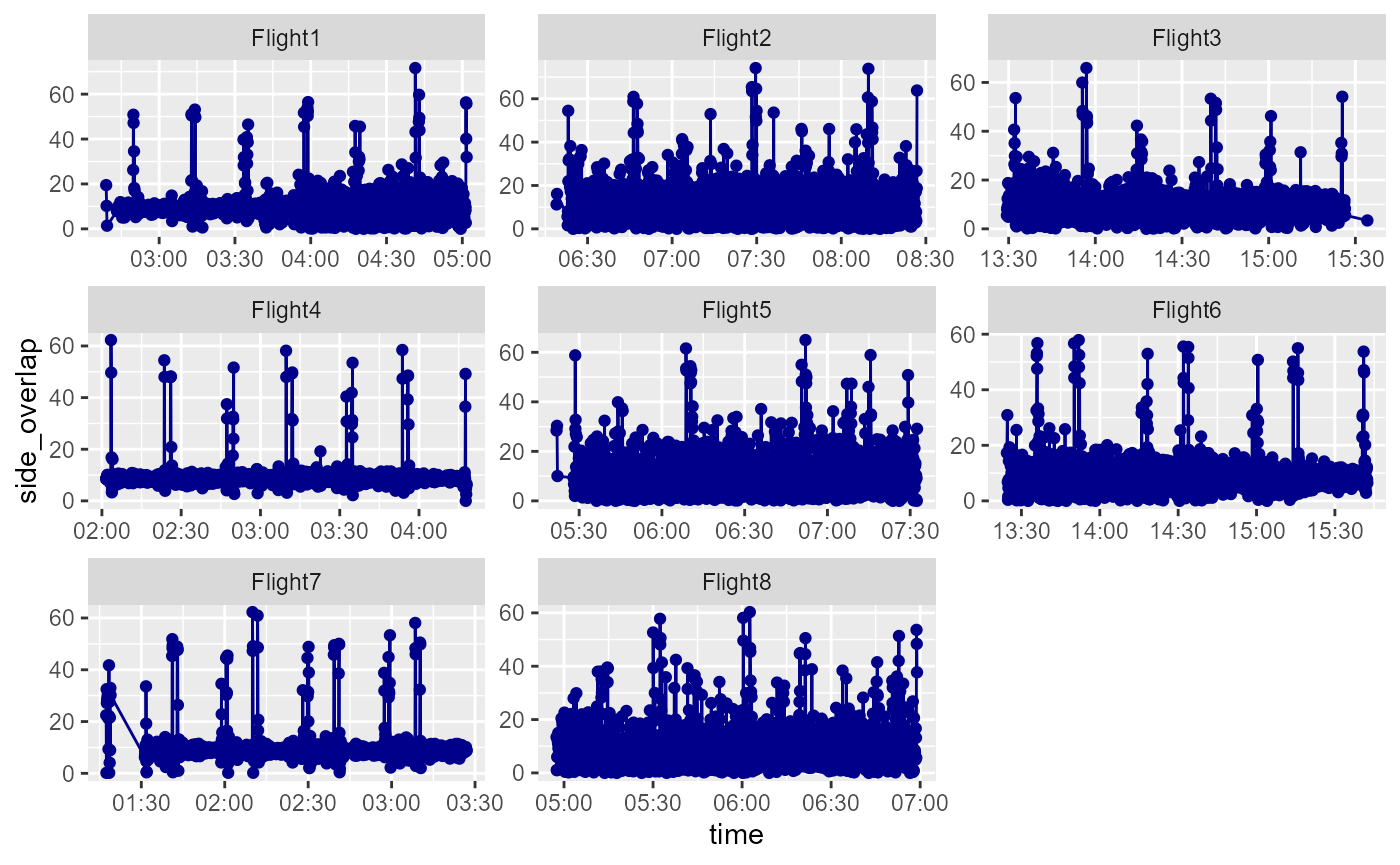 Flight1 Flight2 Flight3
60 60 60
40 40 40
20 20 20
0 0 0
03:00 03:30 04:00 04:30 05:00 06:30 07:00 07:30 08:00 08:30 13:30 14:00 14:30 15:00 15:30
Flight4 Flight5 Flight6
60 60 60
40 40 40
20 20 20
0 0 0
02:00 02:30 03:00 03:30 04:00 05:30 06:00 06:30 07:00 07:30 13:30 14:00 14:30 15:00 15:30
side_overlap
Flight7 Flight8
60 60
40 40
20 20
0 0
01:30 02:00 02:30 03:00 03:30 05:00 05:30 06:00 06:30 07:00
time